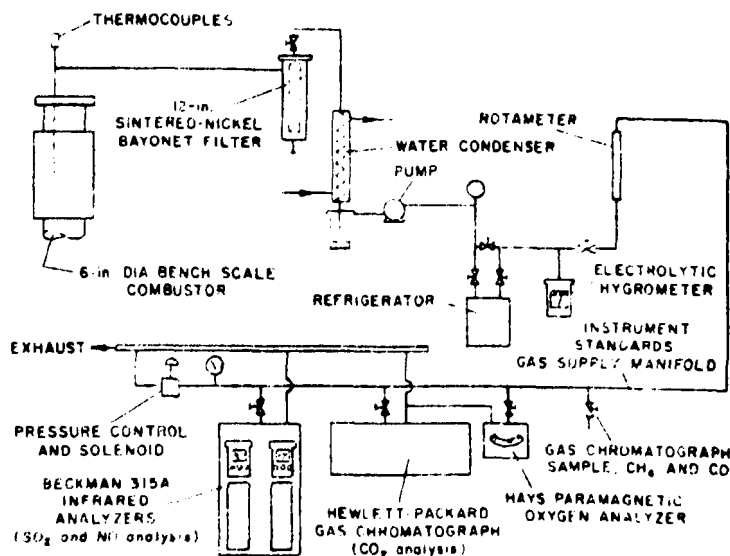 THERMOCOUPLES
12-in.
SINTERED-NICKEL
BAYONET FILTER
ROTAMETER
WATER CONDENSER
PUMP
6-in DIA BENCH SCALE
COMBUSTOR
REFRIGERATOR
ELECTROLYTIC
HYGROMETER
INSTRUMENT
STANDARDS
GAS SUPPLY MANIFOLD
EXHAUST
PRESSURE CONTROL
AND SOLENOID
BECKMAN 315A
INFRARED
ANALYZERS
(SO₂ and NO analysis)
HEWLETT-PACKARD
GAS CHROMATOGRAPH
(CO₂ analysis)
HAYS PARAMAGNETIC
OXYGEN ANALYZER
GAS CHROMATOGRAPH
SAMPLE, CH₄ AND CO